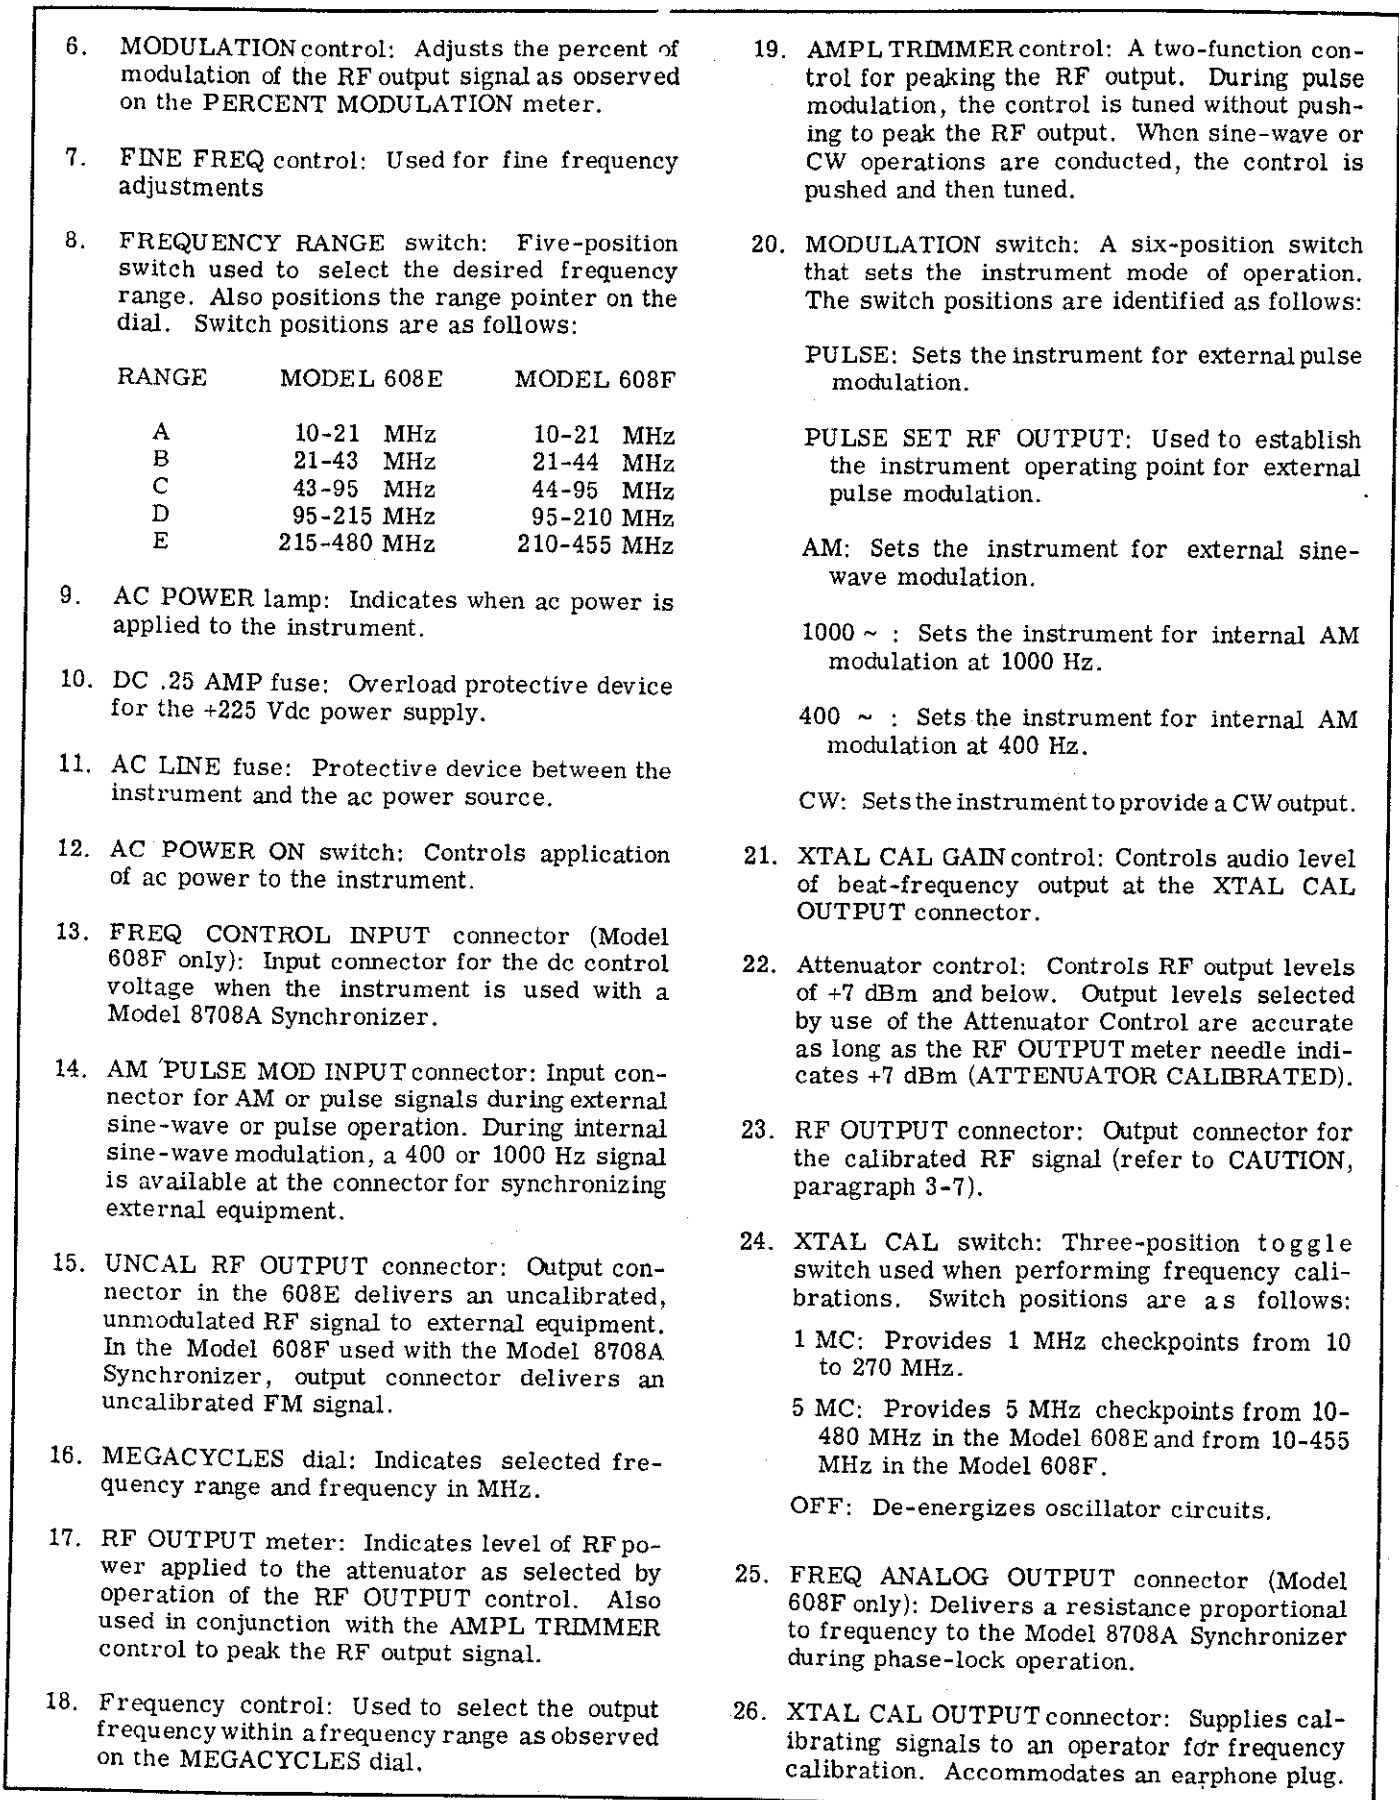 6. MODULATION control: Adjusts the percent of
modulation of the RF output signal as observed
on the PERCENT MODULATION meter.
7. FINE FREQ control: Used for fine frequency
adjustments
8. FREQUENCY RANGE switch: Five-position
switch used to select the desired frequency
range. Also positions the range pointer on the
dial. Switch positions are as follows:
RANGE MODEL 608E MODEL 608F
A 10-21 MHz 10-21 MHz
B 21-43 MHz 21-44 MHz
C 43-95 MHz 44-95 MHz
D 95-215 MHz 95-210 MHz
E 215-480 MHz 210-455 MHz
9. AC POWER lamp: Indicates when ac power is
applied to the instrument.
10. DC .25 AMP fuse: Overload protective device
for the +225 Vdc power supply.
11. AC LINE fuse: Protective device between the
instrument and the ac power source.
12. AC POWER ON switch: Controls application
of ac power to the instrument.
13. FREQ CONTROL INPUT connector (Model
608F only): Input connector for the dc control
voltage when the instrument is used with a
Model 8708A Synchronizer.
14. AM PULSE MOD INPUT connector: Input con-
nector for AM or pulse signals during external
sine-wave or pulse operation. During internal
sine-wave modulation, a 400 or 1000 Hz signal
is available at the connector for synchronizing
external equipment.
15. UNCAL RF OUTPUT connector: Output con-
nector in the 608E delivers an uncalibrated,
unmodulated RF signal to external equipment.
In the Model 608F used with the Model 8708A
Synchronizer, output connector delivers an
uncalibrated FM signal.
16. MEGACYCLES dial: Indicates selected fre-
quency range and frequency in MHz.
17. RF OUTPUT meter: Indicates level of RF po-
wer applied to the attenuator as selected by
operation of the RF OUTPUT control. Also
used in conjunction with the AMPL TRIMMER
control to peak the RF output signal.
18. Frequency control: Used to select the output
frequency within a frequency range as observed
on the MEGACYCLES dial.
19. AMPL TRIMMER control: A two-function con-
trol for peaking the RF output. During pulse
modulation, the control is tuned without push-
ing to peak the RF output. When sine-wave or
CW operations are conducted, the control is
pushed and then tuned.
20. MODULATION switch: A six-position switch
that sets the instrument mode of operation.
The switch positions are identified as follows:
PULSE: Sets the instrument for external pulse
modulation.
PULSE SET RF OUTPUT: Used to establish
the instrument operating point for external
pulse modulation.
AM: Sets the instrument for external sine-
wave modulation.
1000 ~ : Sets the instrument for internal AM
modulation at 1000 Hz.
400 ~ : Sets the instrument for internal AM
modulation at 400 Hz.
CW: Sets the instrument to provide a CW output.
21. XTAL CAL GAIN control: Controls audio level
of beat-frequency output at the XTAL CAL
OUTPUT connector.
22. Attenuator control: Controls RF output levels
of +7 dBm and below. Output levels selected
by use of the Attenuator Control are accurate
as long as the RF OUTPUT meter needle indi-
cates +7 dBm (ATTENUATOR CALIBRATED).
23. RF OUTPUT connector: Output connector for
the calibrated RF signal (refer to CAUTION,
paragraph 3-7).
24. XTAL CAL switch: Three-position toggle
switch used when performing frequency cali-
brations. Switch positions are as follows:
1 MC: Provides 1 MHz checkpoints from 10
to 270 MHz.
5 MC: Provides 5 MHz checkpoints from 10-
480 MHz in the Model 608E and from 10-455
MHz in the Model 608F.
OFF: De-energizes oscillator circuits.
25. FREQ ANALOG OUTPUT connector (Model
608F only): Delivers a resistance proportional
to frequency to the Model 8708A Synchronizer
during phase-lock operation.
26. XTAL CAL OUTPUT connector: Supplies cal-
ibrating signals to an operator for frequency
calibration. Accommodates an earphone plug.